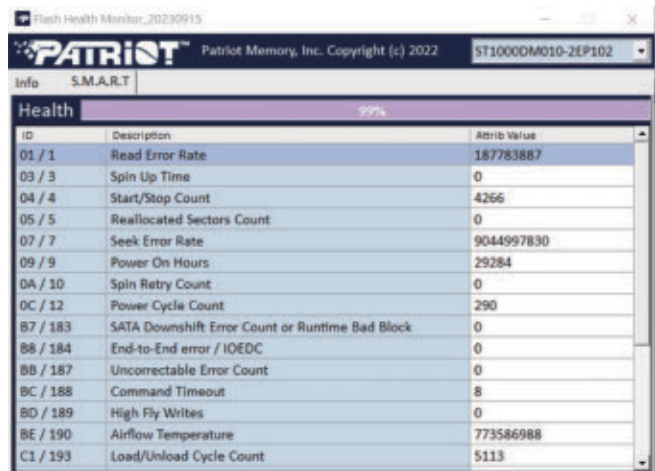 Flash Health Monitor_20230915
PATRIOT™ Patriot Memory, Inc. Copyright (c) 2022 ST1000DM010-2EP102
Info S.M.A.R.T
Health 99%
ID Description Attrib Value
01 / 1 Read Error Rate 187783887
03 / 3 Spin Up Time 0
04 / 4 Start/Stop Count 4266
05 / 5 Reallocated Sectors Count 0
07 / 7 Seek Error Rate 9044997830
09 / 9 Power On Hours 29284
0A / 10 Spin Retry Count 0
0C / 12 Power Cycle Count 290
B7 / 183 SATA Downshift Error Count or Runtime Bad Block 0
B8 / 184 End-to-End error / IOEDC 0
BB / 187 Uncorrectable Error Count 0
BC / 188 Command Timeout 8
BD / 189 High Fly Writes 0
BE / 190 Airflow Temperature 773586988
C1 / 193 Load/Unload Cycle Count 5113